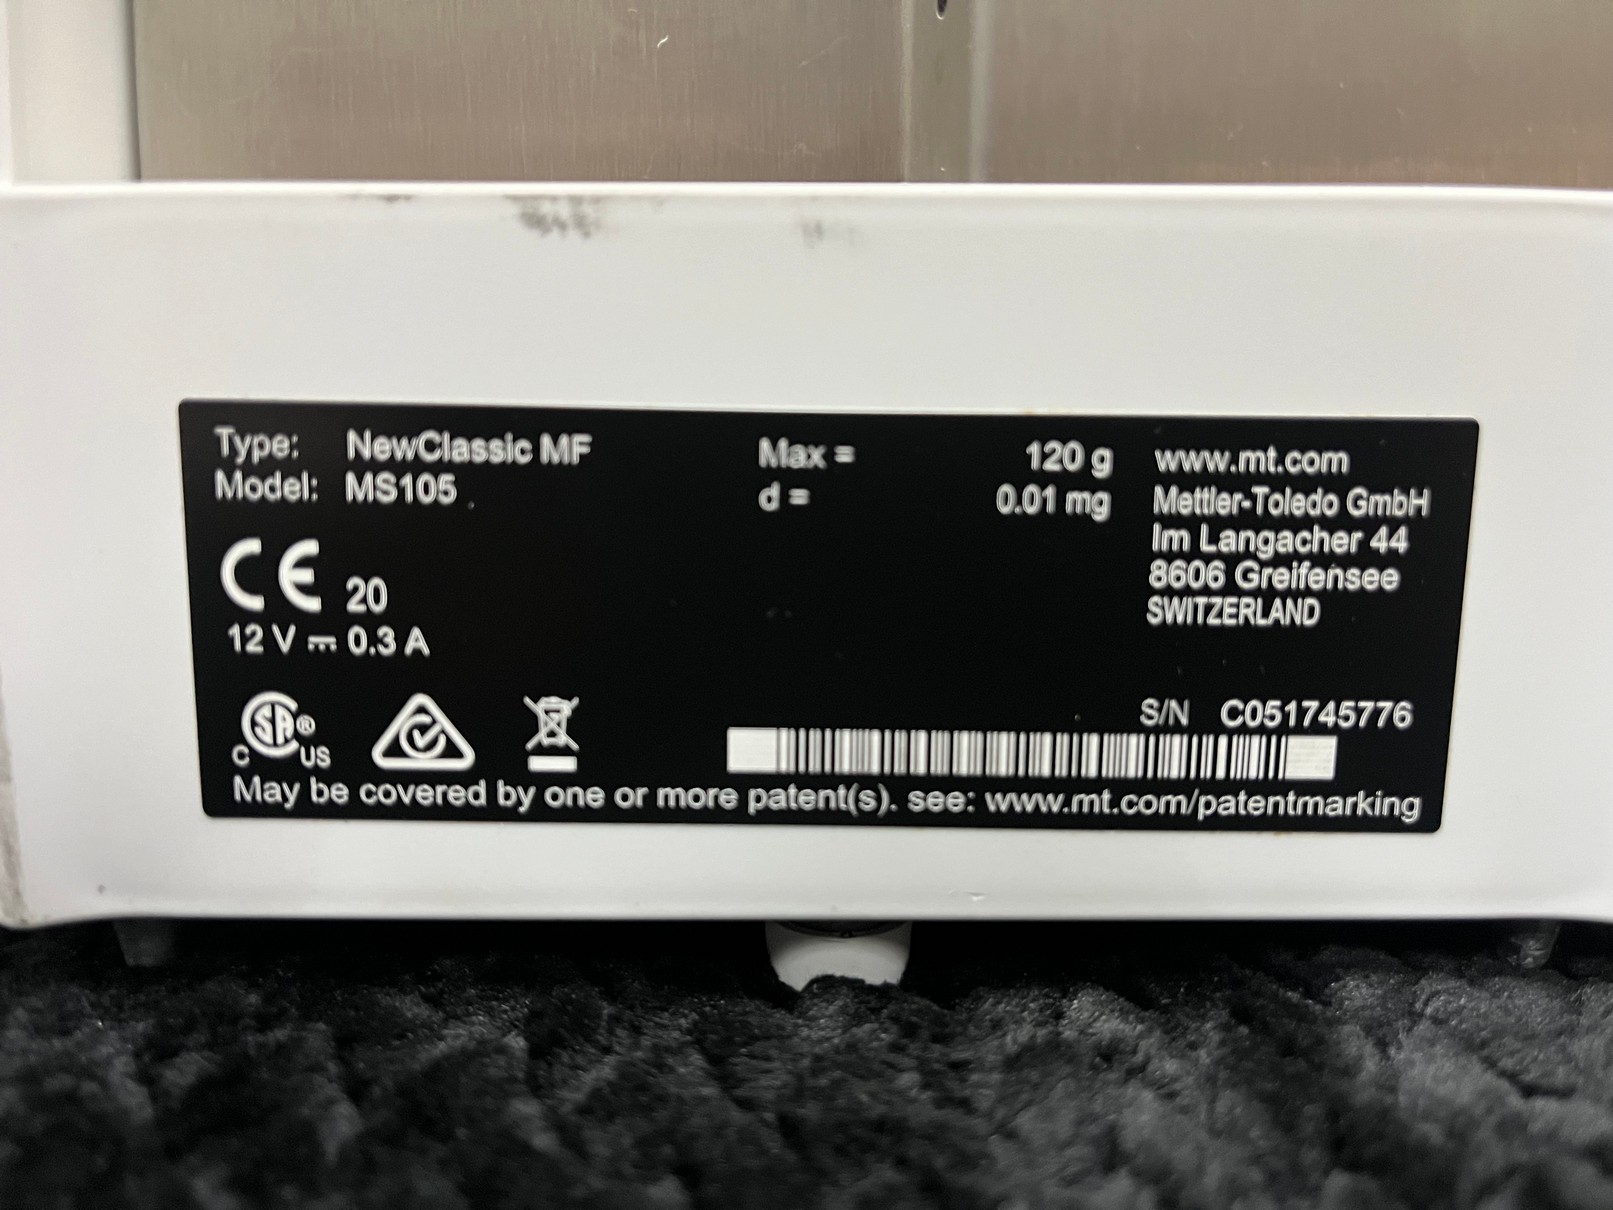 Type: NewClassic MF
Model: MS105
Max = 120 g
d = 0.01 mg
www.mt.com
Mettler-Toledo GmbH
Im Langacher 44
8606 Greifensee
SWITZERLAND
CE 20
12 V ⎓ 0.3 A
C SA ® US
S/N C051745776
May be covered by one or more patent(s). see: www.mt.com/patentmarking